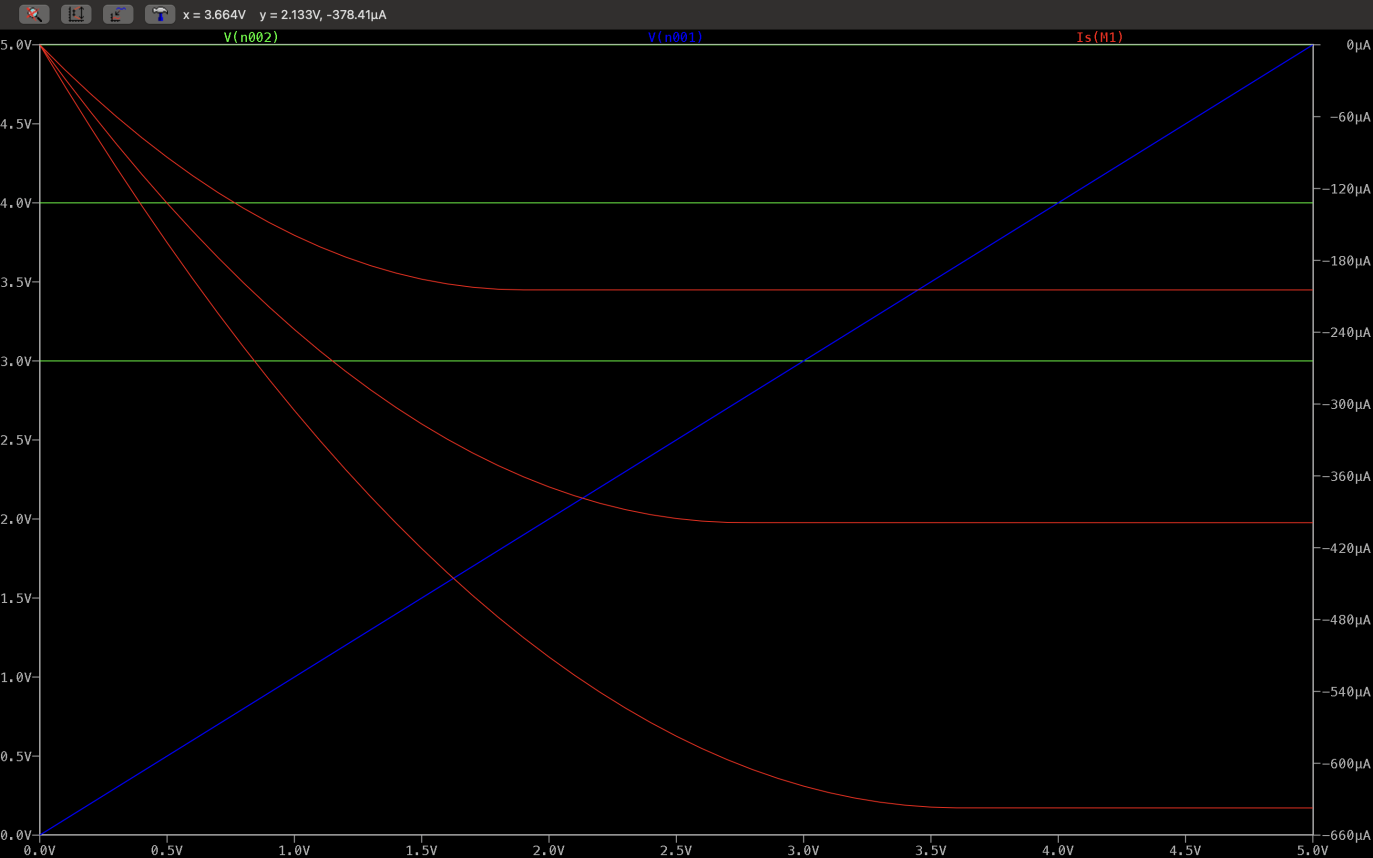 x = 3.664V y = 2.133V, -378.41µA
V(n002) V(n001) Is(M1)
5.0V 0µA
4.5V -60µA
4.0V -120µA
3.5V -180µA
-240µA
3.0V -300µA
2.5V -360µA
2.0V -420µA
1.5V -480µA
1.0V -540µA
0.5V -600µA
0.0V -660µA
0.0V 0.5V 1.0V 1.5V 2.0V 2.5V 3.0V 3.5V 4.0V 4.5V 5.0V